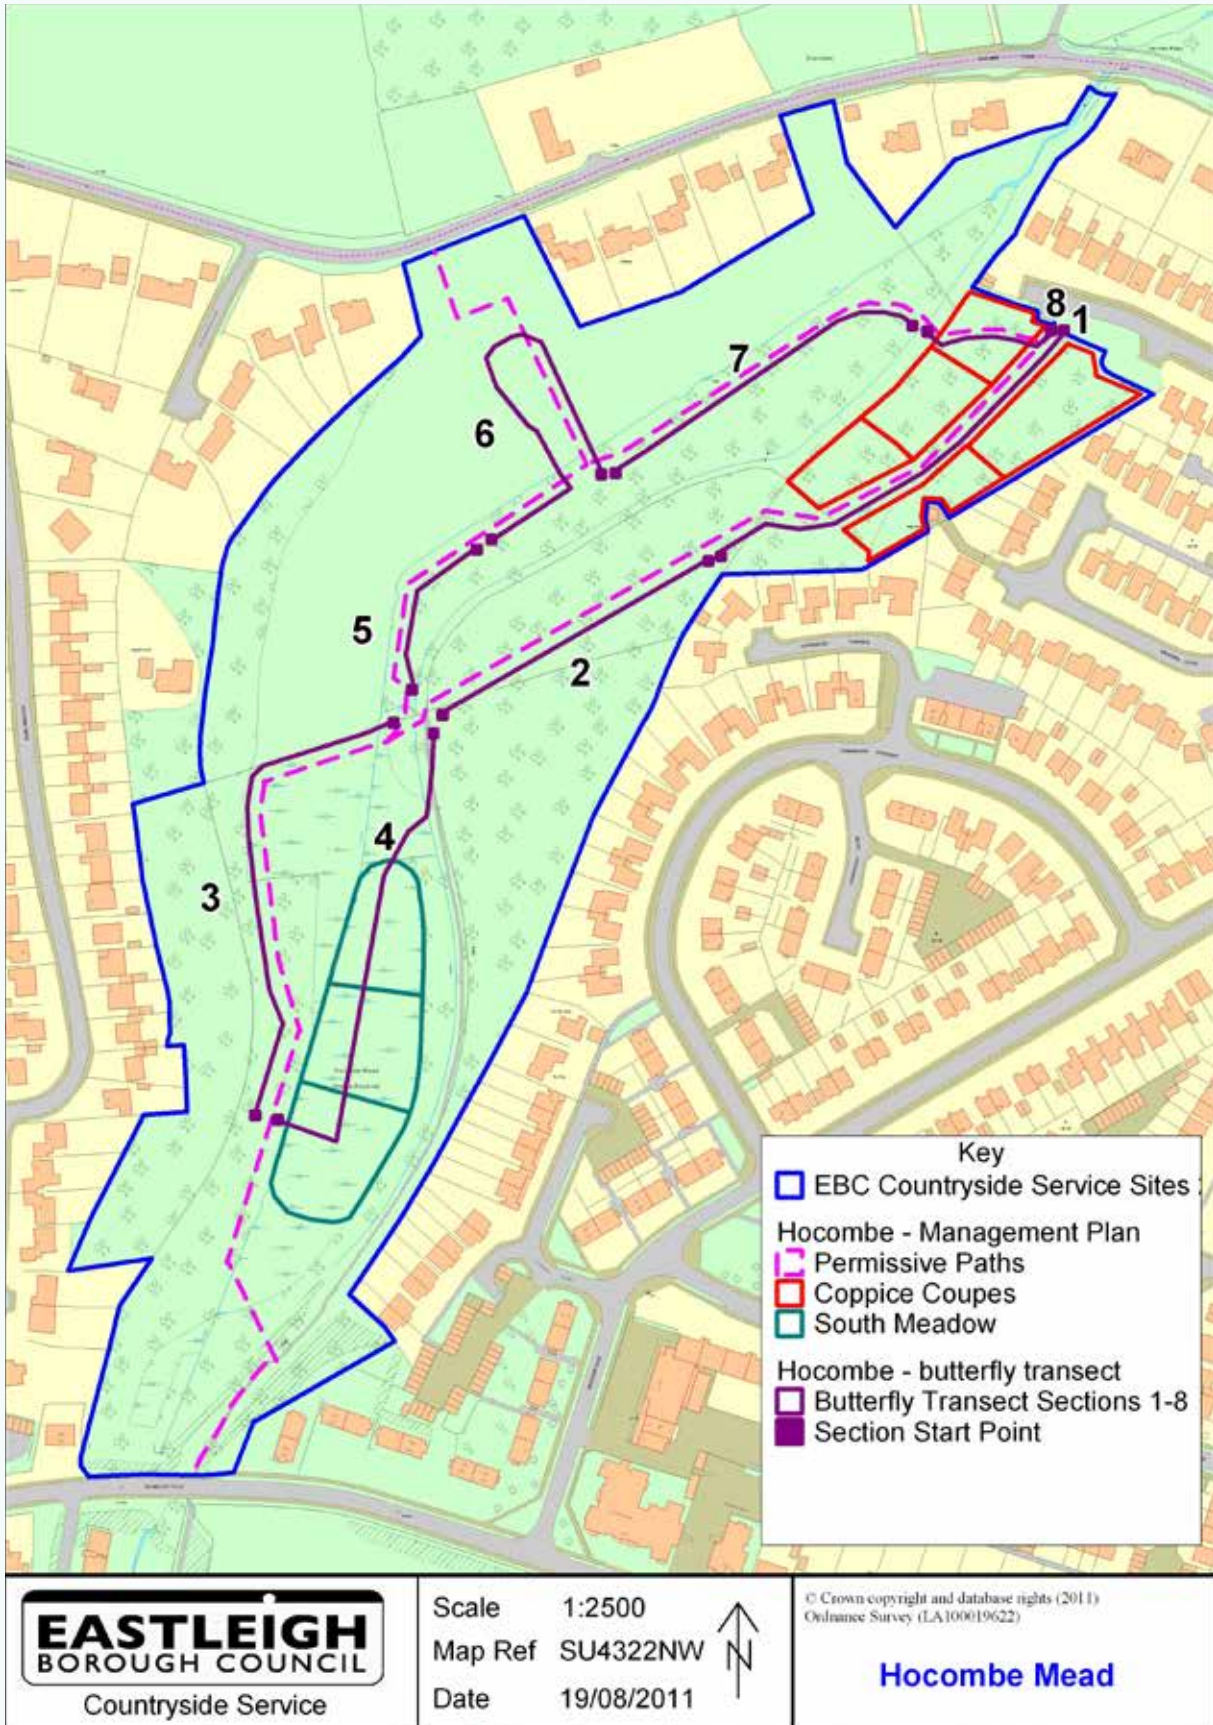 8
1
7
6
5
2
4
3
Key
EBC Countryside Service Sites
Hocombe - Management Plan
Permissive Paths
Coppice Coupes
South Meadow
Hocombe - butterfly transect
Butterfly Transect Sections 1-8
Section Start Point
EASTLEIGH
BOROUGH COUNCIL
Countryside Service
Scale 1:2500
Map Ref SU4322NW
Date 19/08/2011
N
© Crown copyright and database rights (2011)
Ordnance Survey (LA100019622)
Hocombe Mead